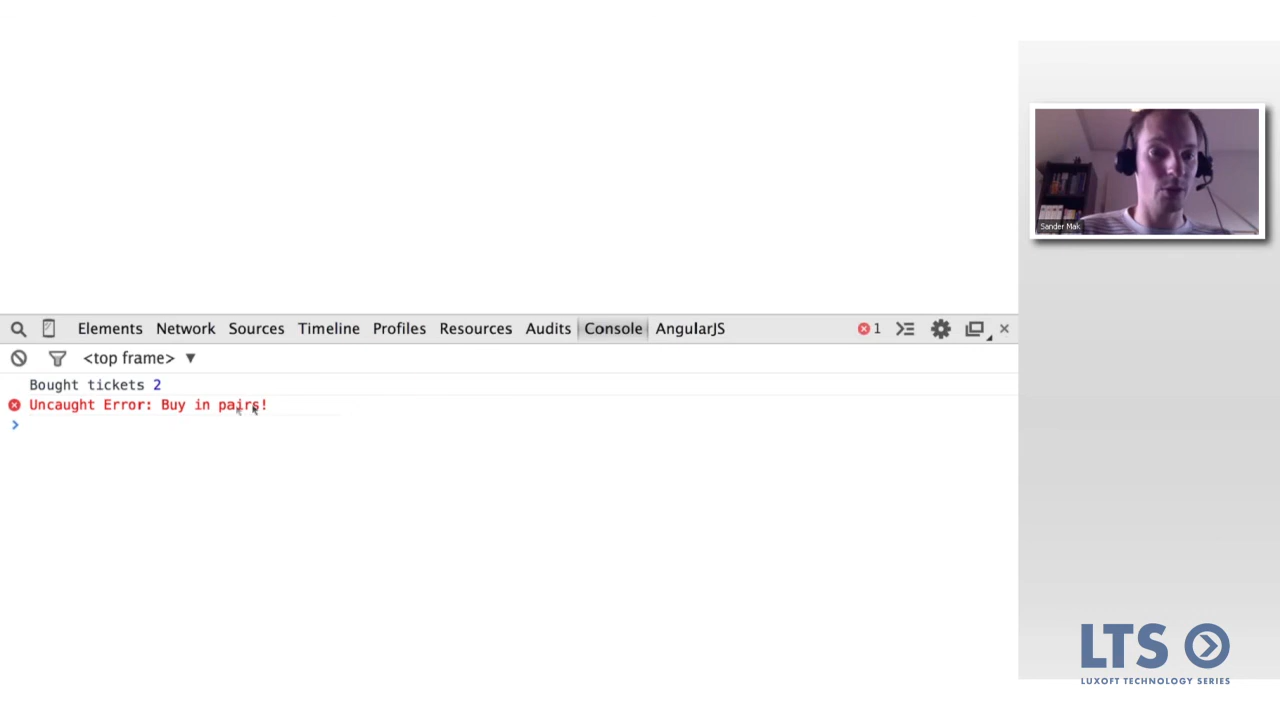 Sander Mak
Elements Network Sources Timeline Profiles Resources Audits Console AngularJS 1
<top frame> ▼
Bought tickets 2
Uncaught Error: Buy in pairs!
>
LTS
LUXOFT TECHNOLOGY SERIES